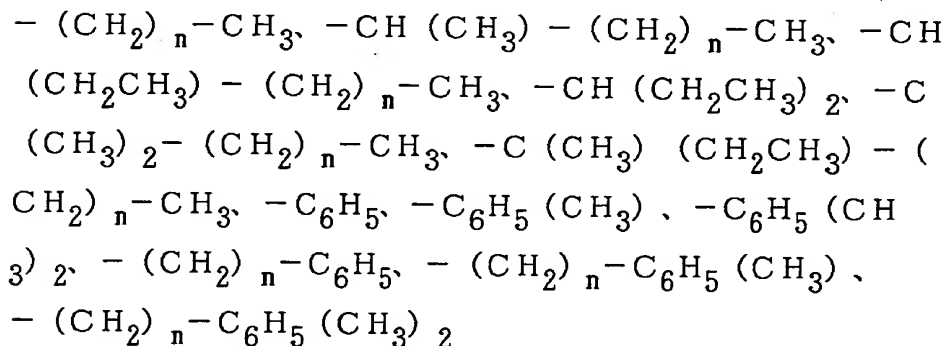 －（ＣＨ₂）ₙ－ＣＨ₃、－ＣＨ（ＣＨ₃）－（ＣＨ₂）ₙ－ＣＨ₃、－ＣＨ
（ＣＨ₂ＣＨ₃）－（ＣＨ₂）ₙ－ＣＨ₃、－ＣＨ（ＣＨ₂ＣＨ₃）₂、－Ｃ
（ＣＨ₃）₂－（ＣＨ₂）ₙ－ＣＨ₃、－Ｃ（ＣＨ₃）（ＣＨ₂ＣＨ₃）－（
ＣＨ₂）ₙ－ＣＨ₃、－Ｃ₆Ｈ₅、－Ｃ₆Ｈ₅（ＣＨ₃）、－Ｃ₆Ｈ₅（ＣＨ
₃）₂、－（ＣＨ₂）ₙ－Ｃ₆Ｈ₅、－（ＣＨ₂）ₙ－Ｃ₆Ｈ₅（ＣＨ₃）、
－（ＣＨ₂）ₙ－Ｃ₆Ｈ₅（ＣＨ₃）₂